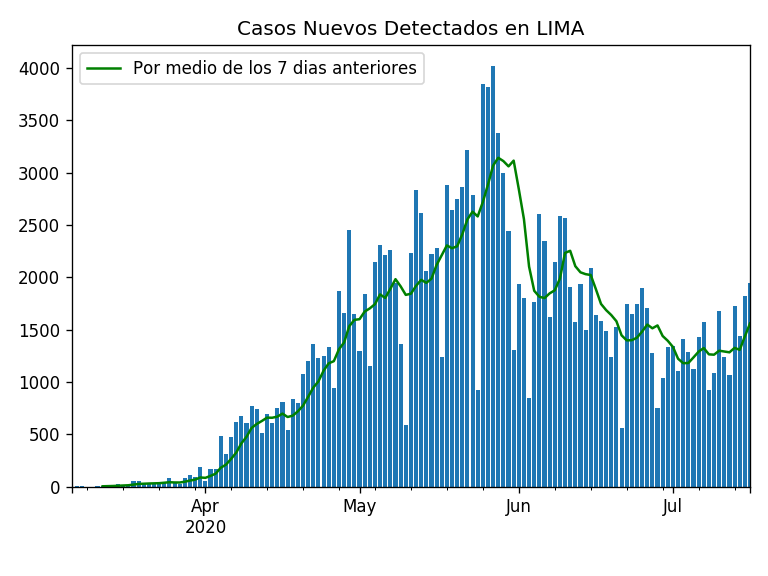 Casos Nuevos Detectados en LIMA
Por medio de los 7 dias anteriores
4000
3500
3000
2500
2000
1500
1000
500
0
Apr
2020
May
Jun
Jul